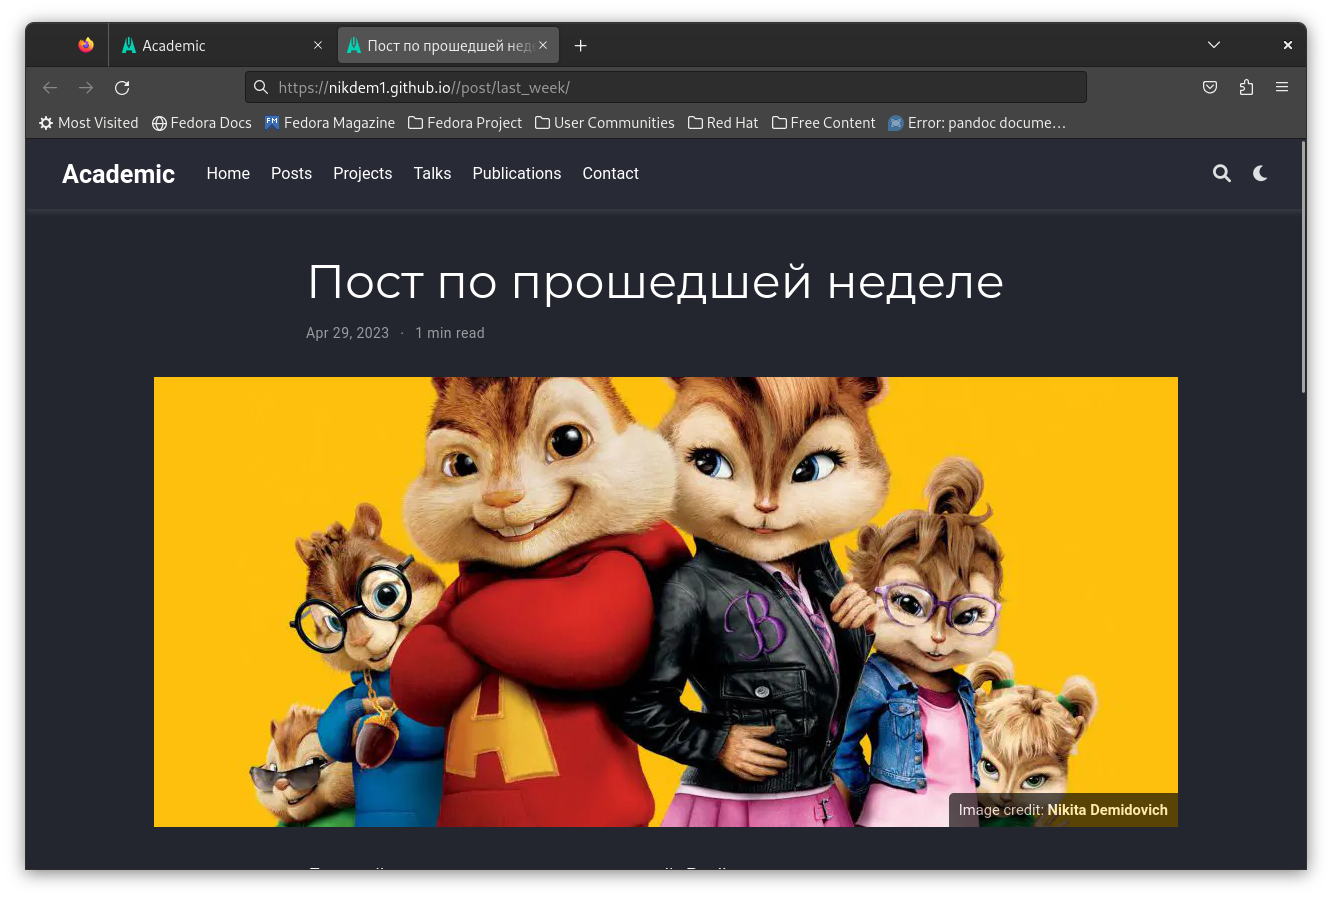 Academic
Пост по прошедшей нед
https://nikdem1.github.io//post/last_week/
Most Visited Fedora Docs Fedora Magazine Fedora Project User Communities Red Hat Free Content Error: pandoc docume…
Academic Home Posts Projects Talks Publications Contact
Пост по прошедшей неделе
Apr 29, 2023 · 1 min read
B
A
Image credit: Nikita Demidovich